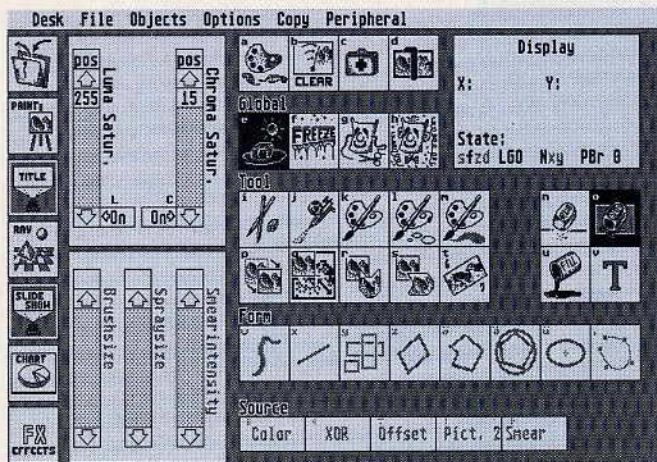 Desk File Objects Options Copy Peripheral
PAINT
TITLE
RAY
SLIDE SHOW
CHART
FX
EFFECTS
pos
255
Luma Satur.
pos
15
Chroma Satur.
L
C
On
On
Brushsize
Spraysize
Smearintensity
a
b
c
d
CLEAR
Display
X:
Y:
State:
sfzd LGO Nxy PBr 0
Global
e
f
g
h
FREEZE
Tool
i
j
k
l
m
n
o
p
q
r
s
t
u
v
FILL
T
Form
w
x
y
z
Source
Color
XOR
Offset
Pict. 2
Smear